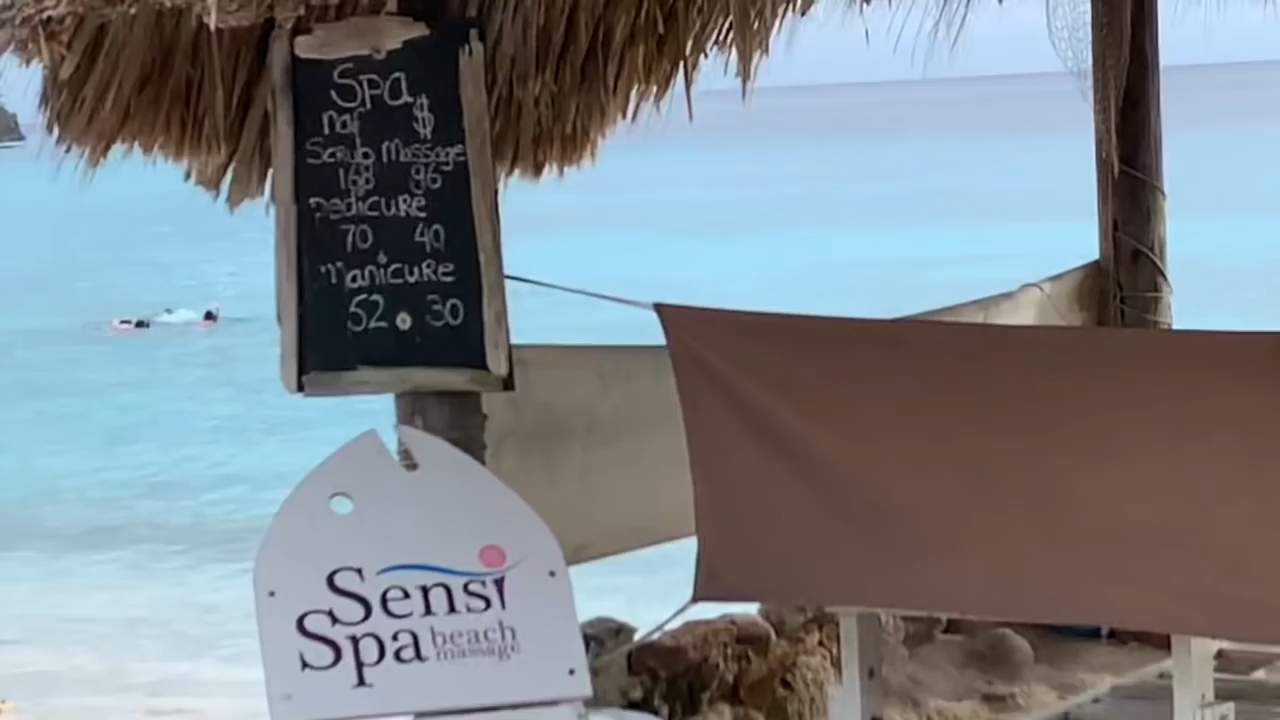 Spa
naf $
Scrub Massage
168 96
pedicure
70 40
Manicure
52 30
Sensi
Spa beach
massage